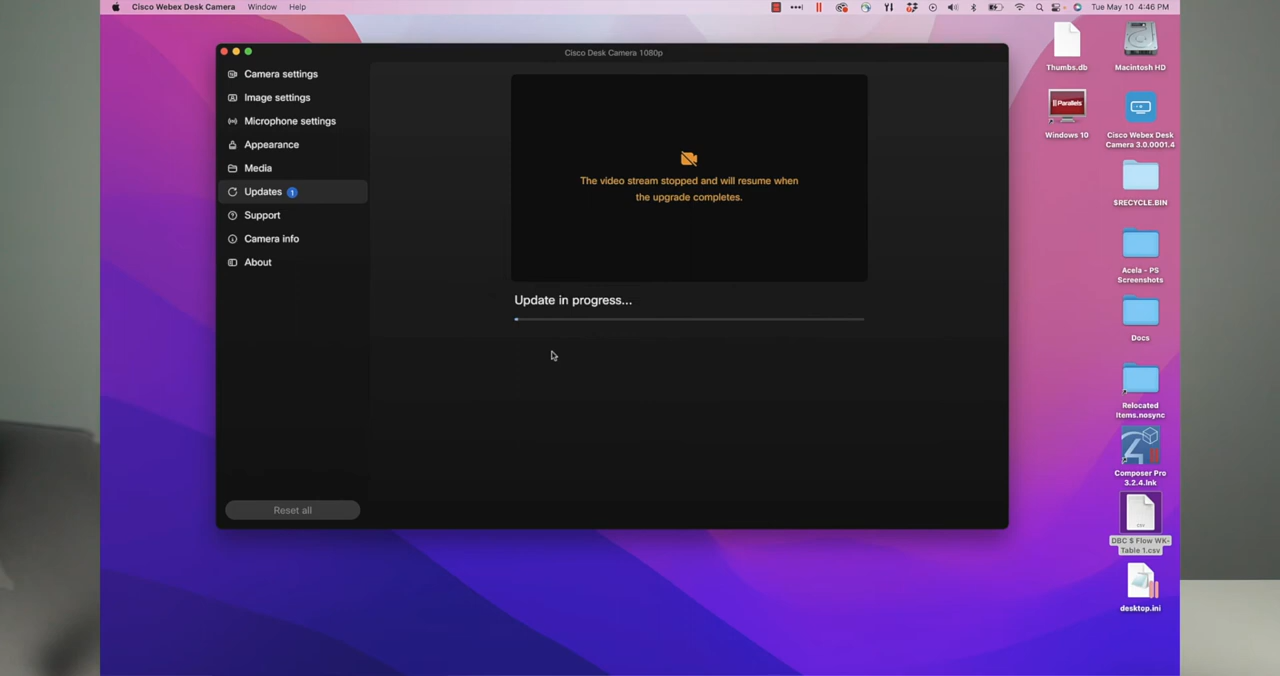 Cisco Webex Desk Camera Window Help
Tue May 10 4:46 PM
Cisco Desk Camera 1080p
Camera settings
Image settings
Microphone settings
Appearance
Media
Updates 1
Support
Camera info
About
Reset all
The video stream stopped and will resume when
the upgrade completes.
Update in progress...
Thumbs.db
Macintosh HD
Parallels
Windows 10
Cisco Webex Desk
Camera 3.0.0001.4
$RECYCLE.BIN
Acela - PS
Screenshots
Docs
Relocated
Items.nosync
Composer Pro
3.2.4.lnk
CSV
DBC $ Flow WK-
Table 1.csv
desktop.ini